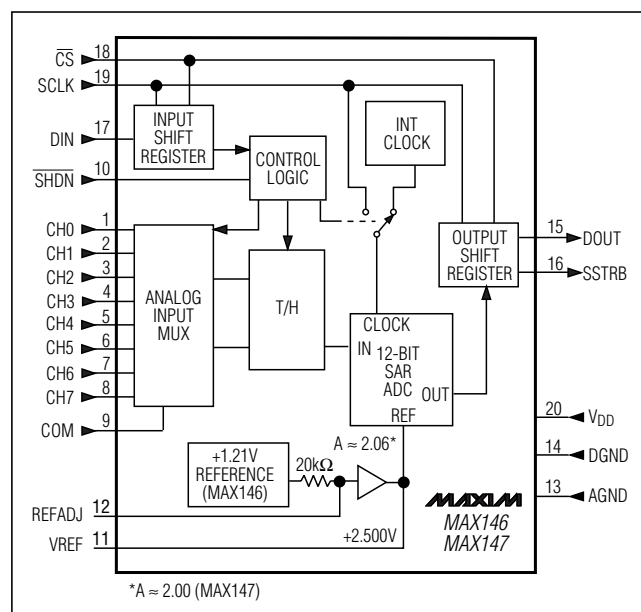 CS 18
SCLK 19
DIN 17
SHDN 10
INPUT
SHIFT
REGISTER
CONTROL
LOGIC
INT
CLOCK
CH0 1
CH1 2
CH2 3
CH3 4
CH4 5
CH5 6
CH6 7
CH7 8
COM 9
ANALOG
INPUT
MUX
T/H
CLOCK
IN
12-BIT
SAR
ADC
OUT
REF
OUTPUT
SHIFT
REGISTER
15 DOUT
16 SSTRB
20 VDD
14 DGND
13 AGND
+1.21V
REFERENCE
(MAX146)
20kΩ
A ≈ 2.06*
REFADJ 12
VREF 11
+2.500V
MAXIM
MAX146
MAX147
*A ≈ 2.00 (MAX147)